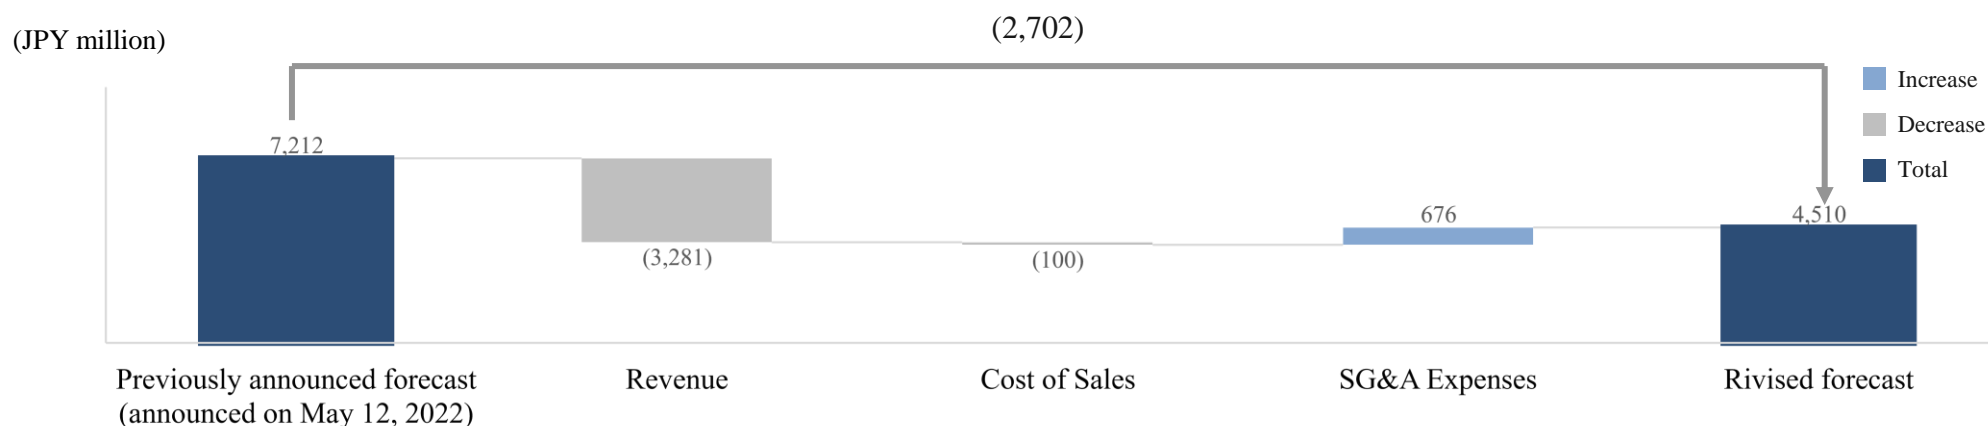 (JPY million)
(2,702)
Increase
Decrease
Total
7,212
(3,281)
(100)
676
4,510
Previously announced forecast
(announced on May 12, 2022)
Revenue
Cost of Sales
SG&A Expenses
Rivised forecast